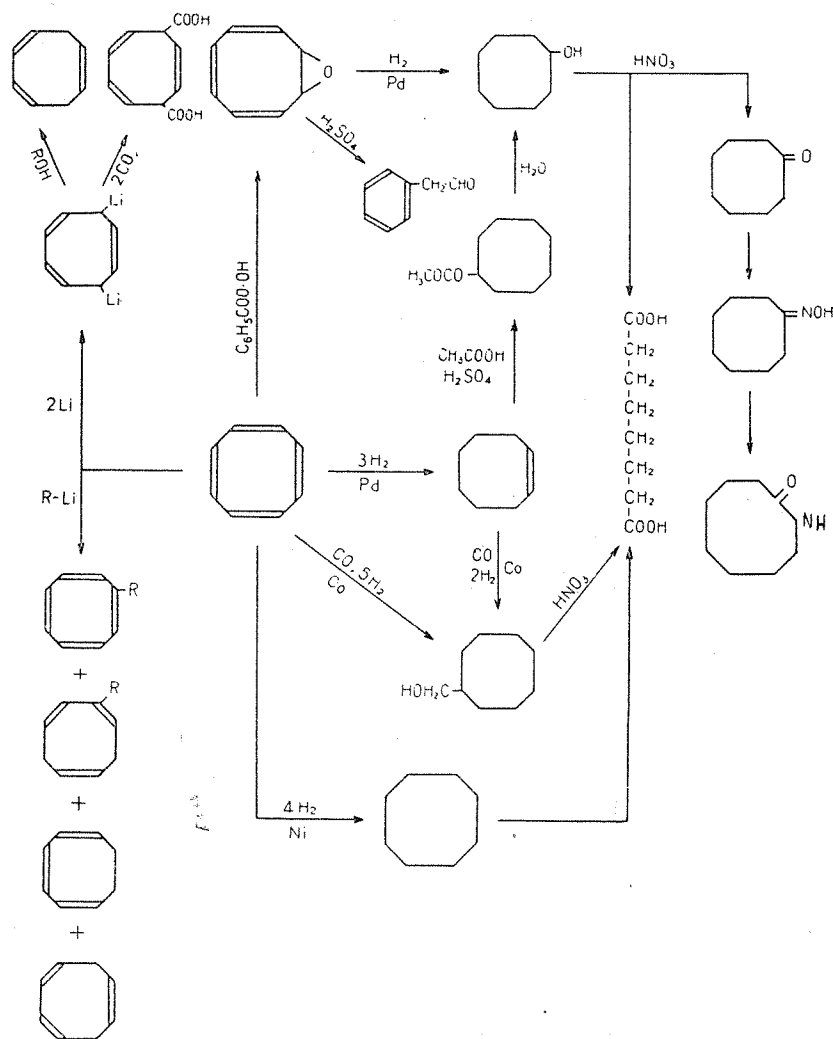 COOH
COOH
O
H₂
Pd
OH
HNO₃
H₂SO₄
CH₂·CHO
H₂O
O
ROH
2CO₂
Li
Li
H₃COCO
C₆H₅COO·OH
CH₃COOH
H₂SO₄
NOH
COOH
CH₂
CH₂
CH₂
CH₂
CH₂
CH₂
COOH
2Li
R-Li
3H₂
Pd
O
NH
CO, 5H₂
Co
CO
2H₂
Co
HNO₃
R
+
R
HOH₂C
+
4H₂
Ni
+